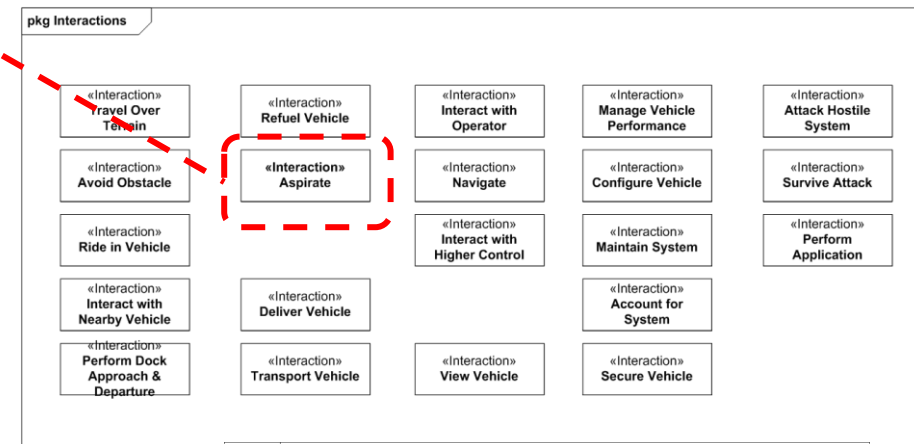 pkg Interactions
«Interaction»
Travel Over
Terrain
«Interaction»
Refuel Vehicle
«Interaction»
Interact with
Operator
«Interaction»
Manage Vehicle
Performance
«Interaction»
Attack Hostile
System
«Interaction»
Avoid Obstacle
«Interaction»
Aspirate
«Interaction»
Navigate
«Interaction»
Configure Vehicle
«Interaction»
Survive Attack
«Interaction»
Ride in Vehicle
«Interaction»
Interact with
Higher Control
«Interaction»
Maintain System
«Interaction»
Perform
Application
«Interaction»
Interact with
Nearby Vehicle
«Interaction»
Deliver Vehicle
«Interaction»
Account for
System
«Interaction»
Perform Dock
Approach &
Departure
«Interaction»
Transport Vehicle
«Interaction»
View Vehicle
«Interaction»
Secure Vehicle